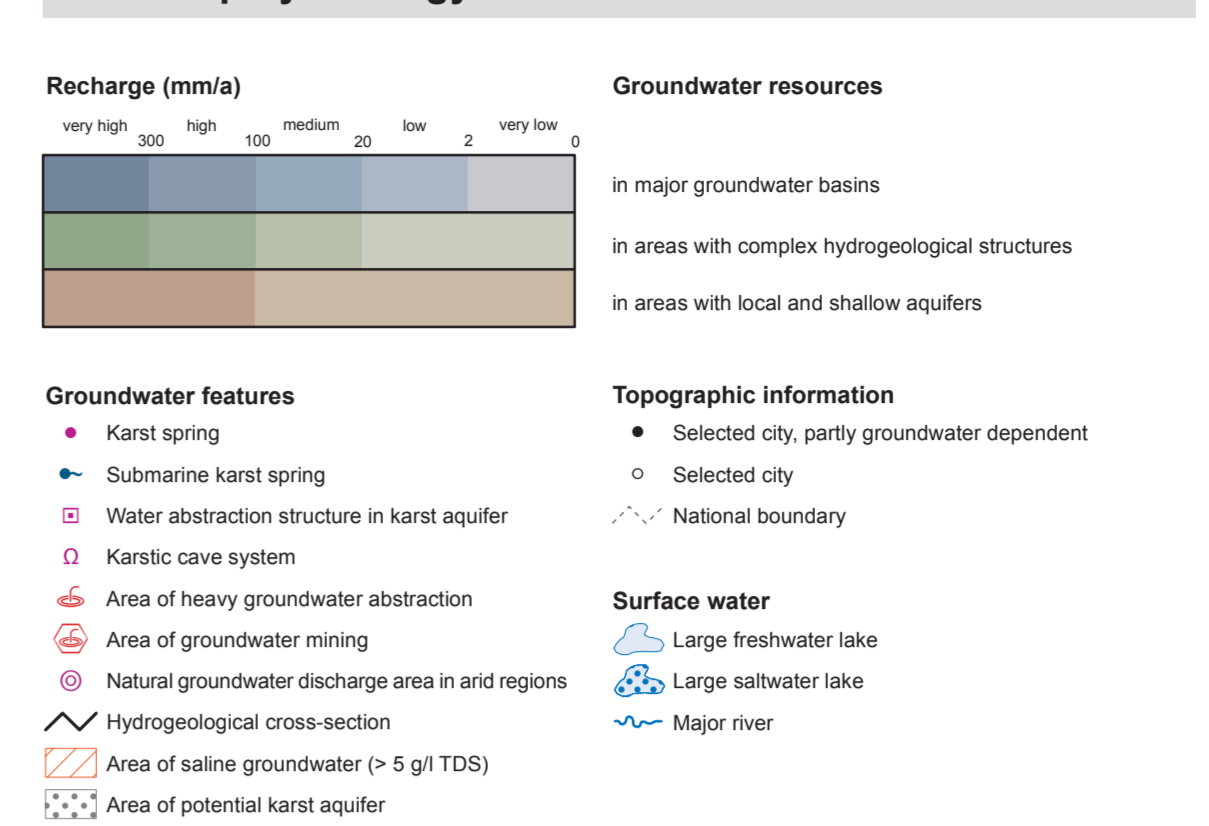 Recharge (mm/a)
very high high medium low very low
300 100 20 2 0
Groundwater resources
in major groundwater basins
in areas with complex hydrogeological structures
in areas with local and shallow aquifers
Groundwater features
Karst spring
Submarine karst spring
Water abstraction structure in karst aquifer
Ω Karstic cave system
Area of heavy groundwater abstraction
Area of groundwater mining
Natural groundwater discharge area in arid regions
Hydrogeological cross-section
Area of saline groundwater (> 5 g/l TDS)
Area of potential karst aquifer
Topographic information
Selected city, partly groundwater dependent
Selected city
National boundary
Surface water
Large freshwater lake
Large saltwater lake
Major river